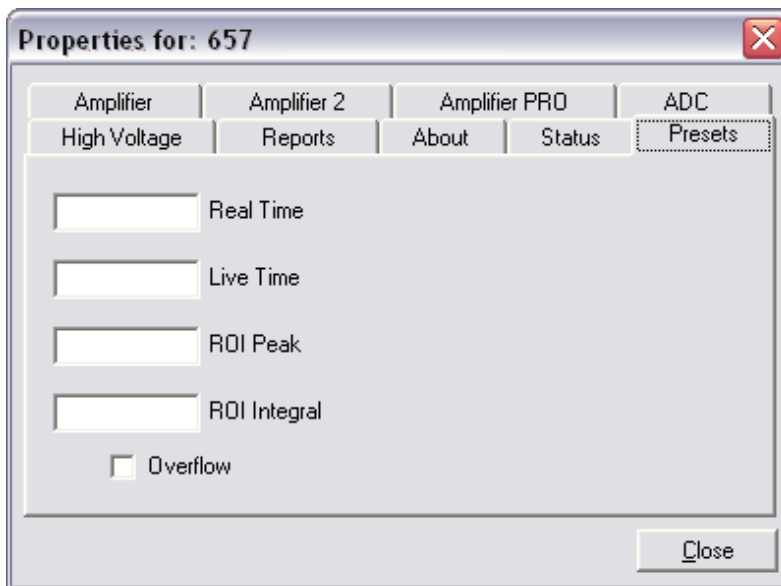 Properties for: 657
Amplifier Amplifier 2 Amplifier PRO ADC
High Voltage Reports About Status Presets
Real Time
Live Time
ROI Peak
ROI Integral
Overflow
Close